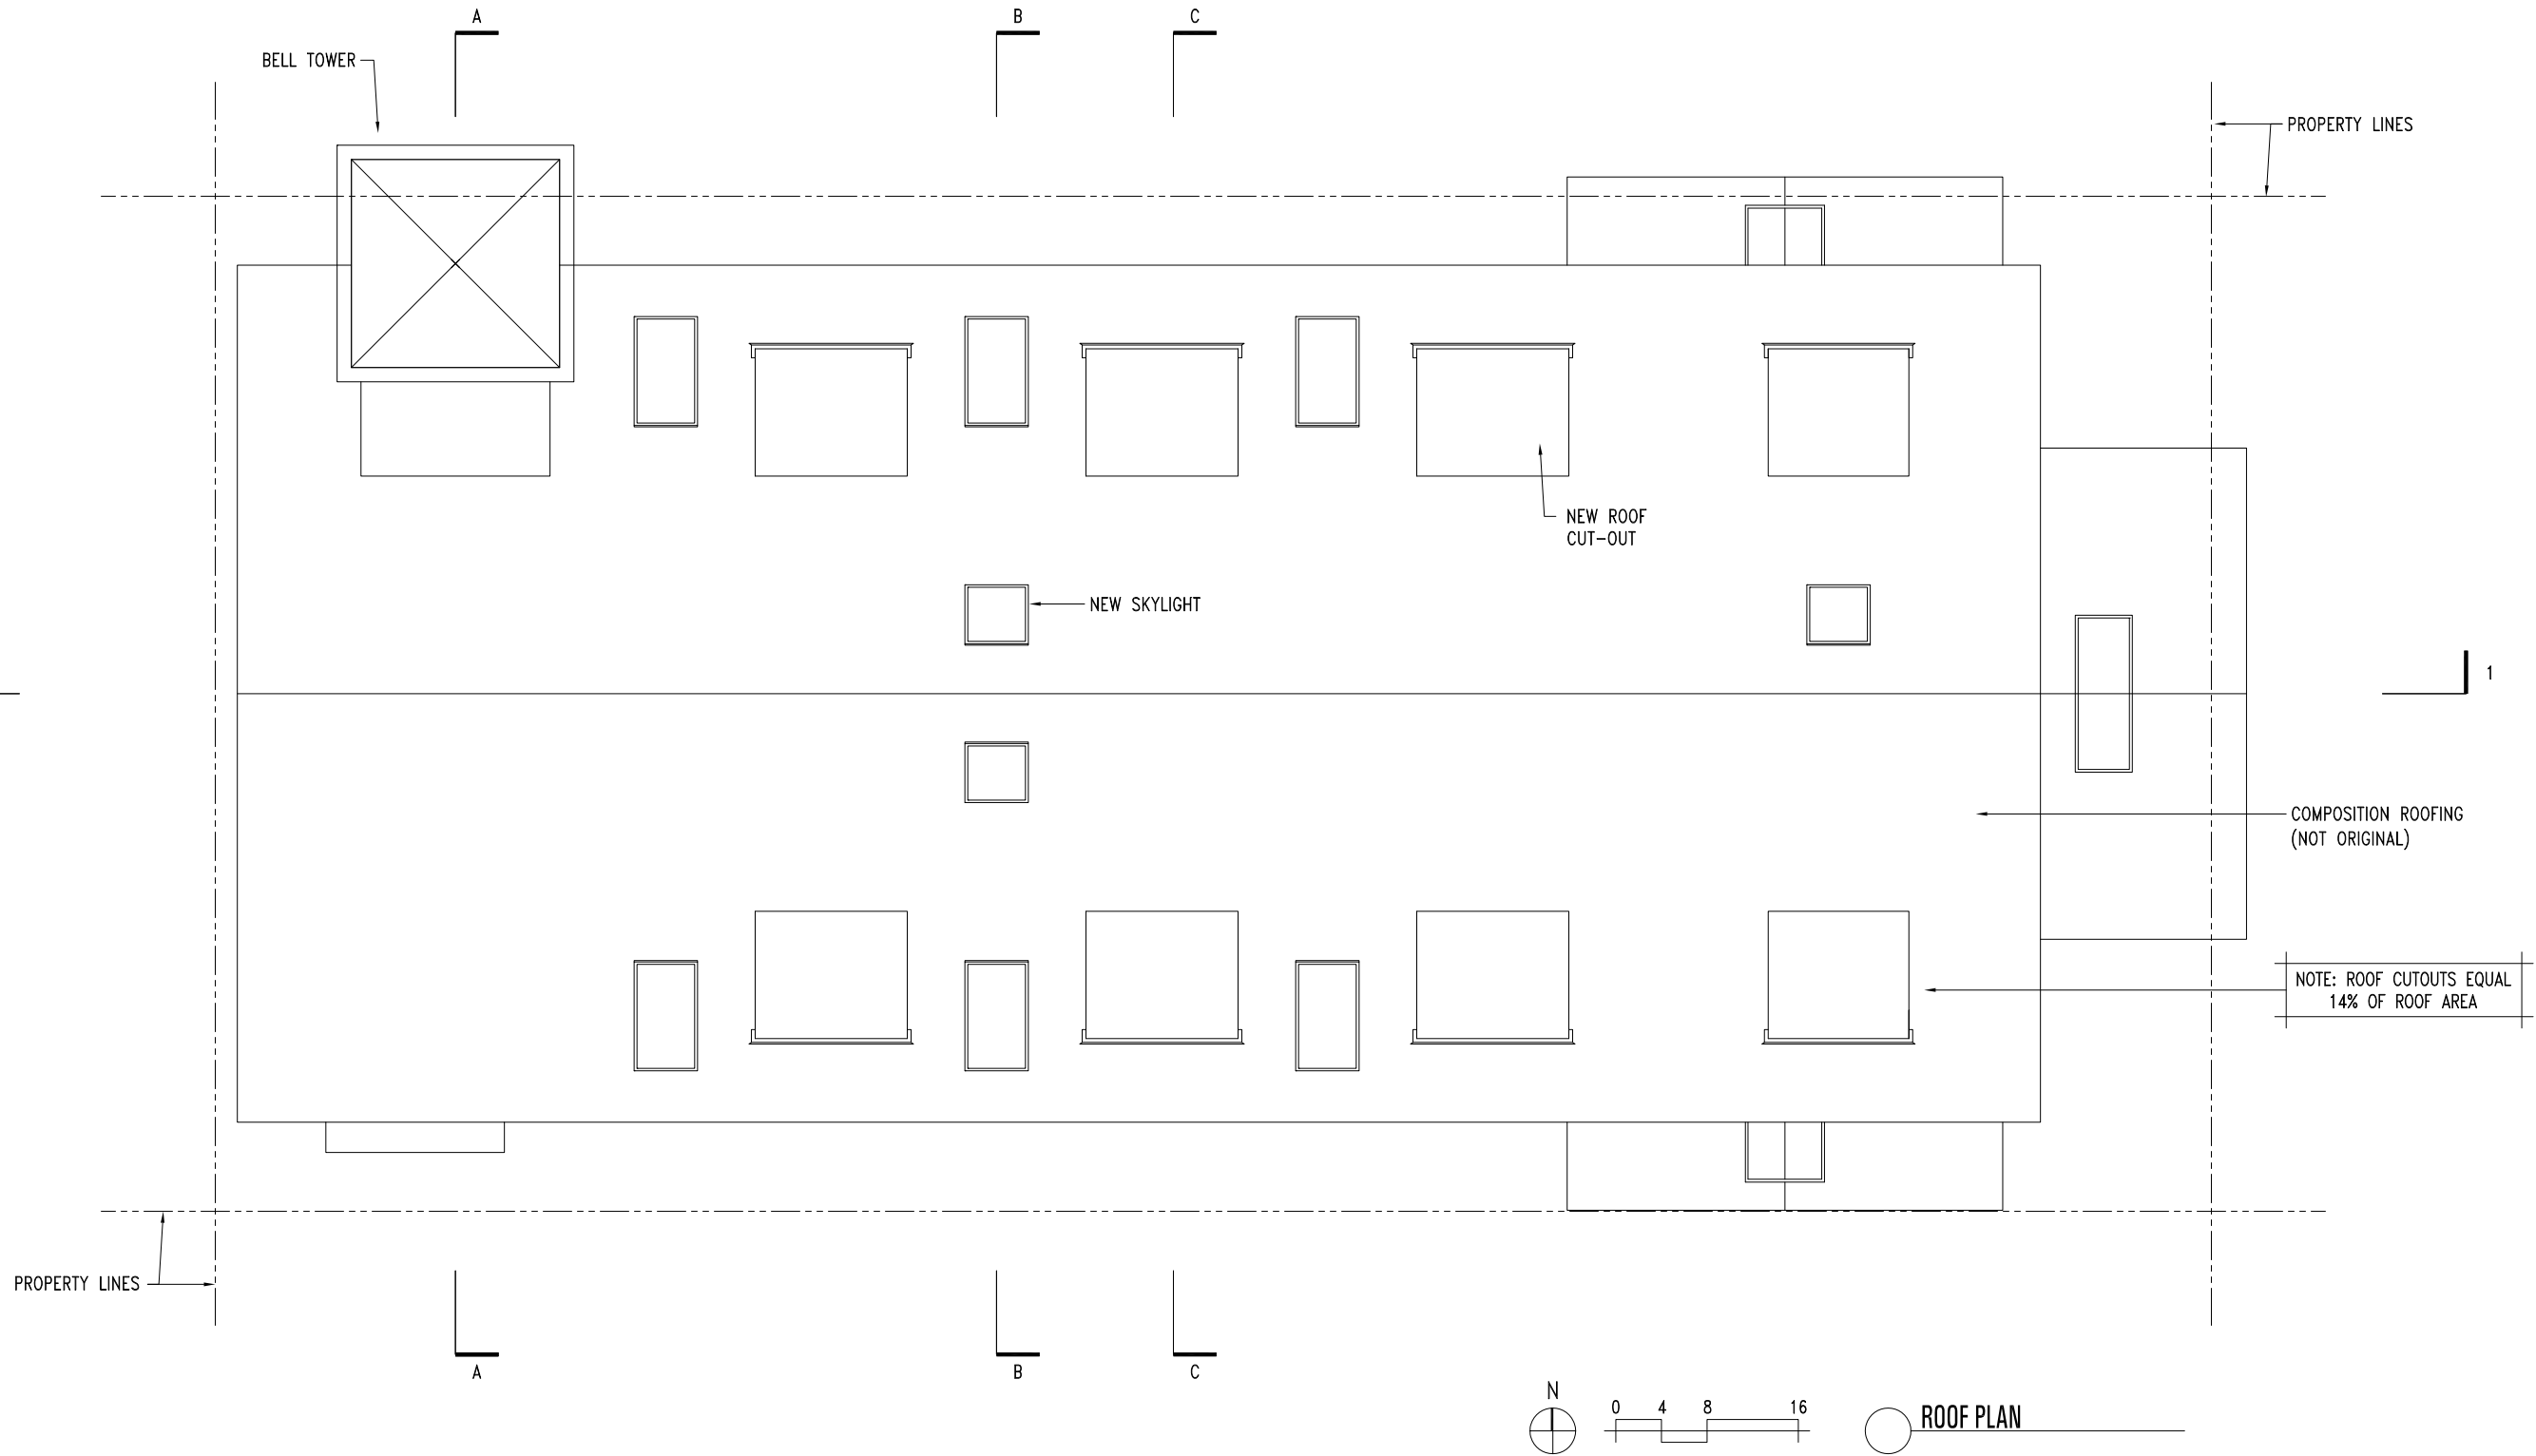 A
B
C
BELL TOWER
PROPERTY LINES
NEW ROOF
CUT-OUT
NEW SKYLIGHT
1
COMPOSITION ROOFING
(NOT ORIGINAL)
NOTE: ROOF CUTOUTS EQUAL
14% OF ROOF AREA
PROPERTY LINES
A
B
C
N
0 4 8 16
ROOF PLAN